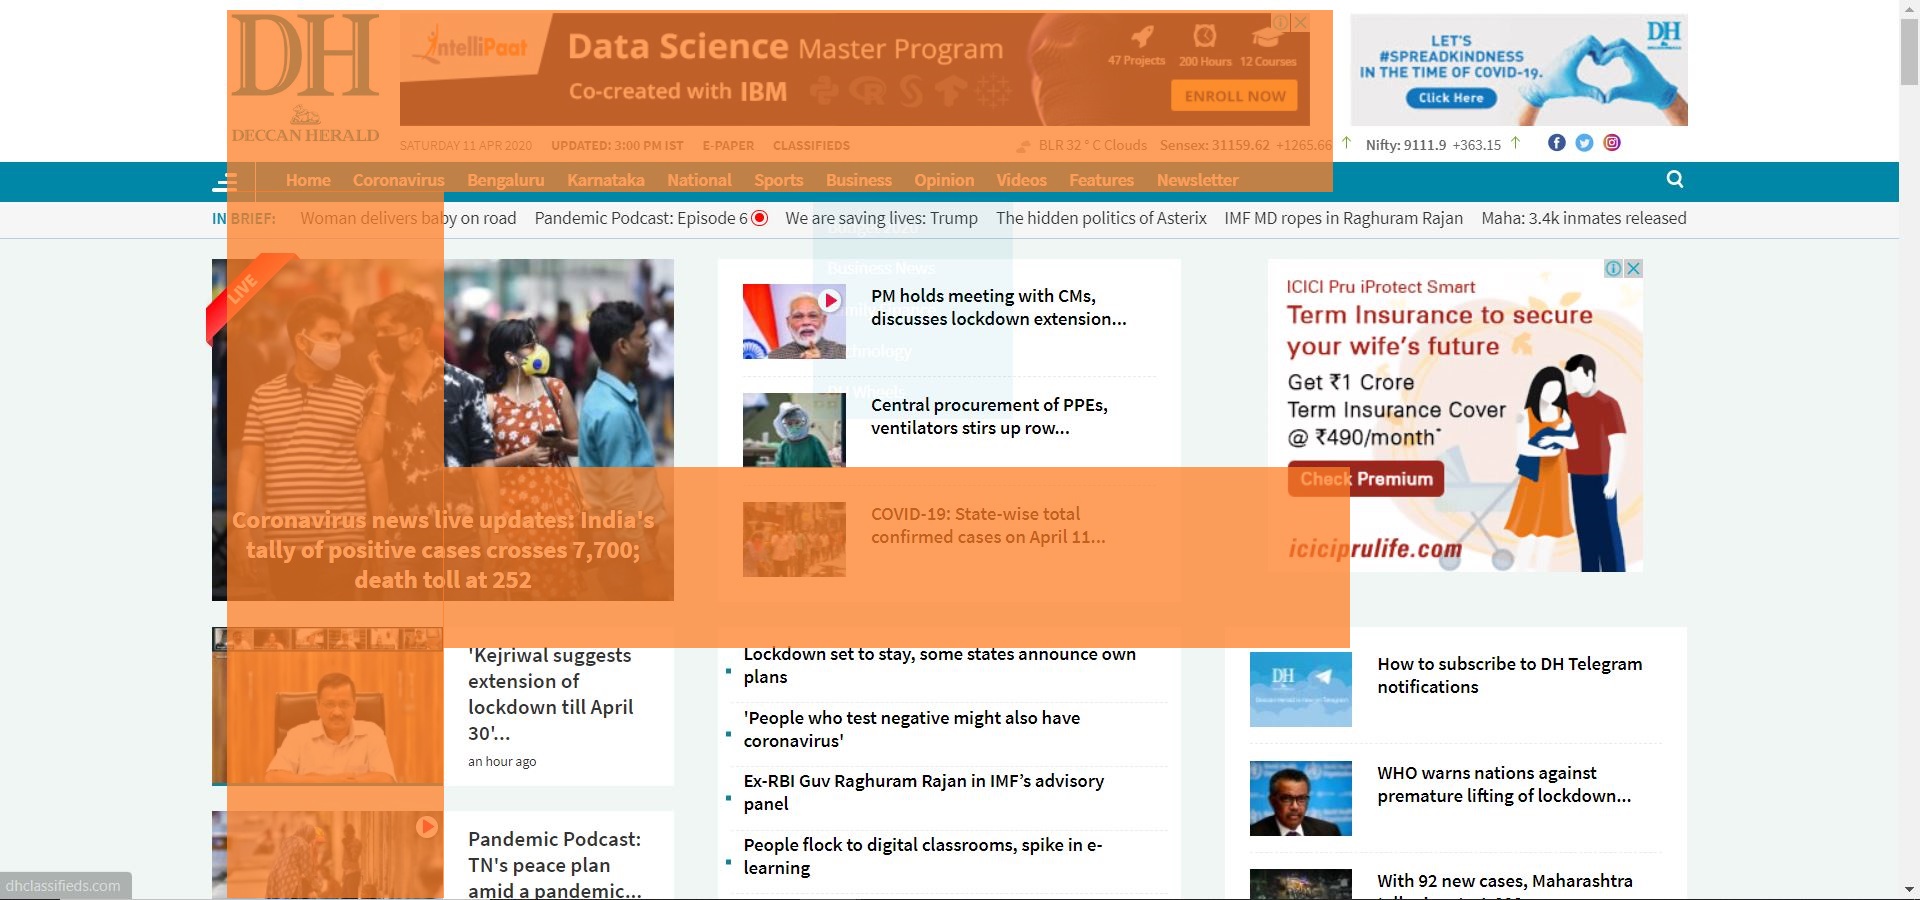 DH
DECCAN HERALD
IntelliPaat
Data Science Master Program
Co-created with IBM
47 Projects
200 Hours
12 Courses
ENROLL NOW
LET'S
#SPREADKINDNESS
IN THE TIME OF COVID-19.
Click Here
DH
SATURDAY 11 APR 2020 UPDATED: 3:00 PM IST E-PAPER CLASSIFIEDS
BLR 32 ° C Clouds Sensex: 31159.62 +1265.66 ↑ Nifty: 9111.9 +363.15 ↑
Home Coronavirus Bengaluru Karnataka National Sports Business Opinion Videos Features Newsletter
IN BRIEF: Woman delivers baby on road Pandemic Podcast: Episode 6 We are saving lives: Trump The hidden politics of Asterix IMF MD ropes in Raghuram Rajan Maha: 3.4k inmates released
Budget 2020
Business News
DH Wheels
LIVE
Coronavirus news live updates: India's
tally of positive cases crosses 7,700;
death toll at 252
PM holds meeting with CMs,
discusses lockdown extension...
Central procurement of PPEs,
ventilators stirs up row...
COVID-19: State-wise total
confirmed cases on April 11...
ICICI Pru iProtect Smart
Term Insurance to secure
your wife's future
Get ₹1 Crore
Term Insurance Cover
@ ₹490/month*
Check Premium
iciciprulife.com
'Kejriwal suggests
extension of
lockdown till April
30'...
an hour ago
Pandemic Podcast:
TN's peace plan
amid a pandemic...
Lockdown set to stay, some states announce own
plans
'People who test negative might also have
coronavirus'
Ex-RBI Guv Raghuram Rajan in IMF's advisory
panel
People flock to digital classrooms, spike in e-
learning
DH
How to subscribe to DH Telegram
notifications
WHO warns nations against
premature lifting of lockdown...
With 92 new cases, Maharashtra
dhclassifieds.com